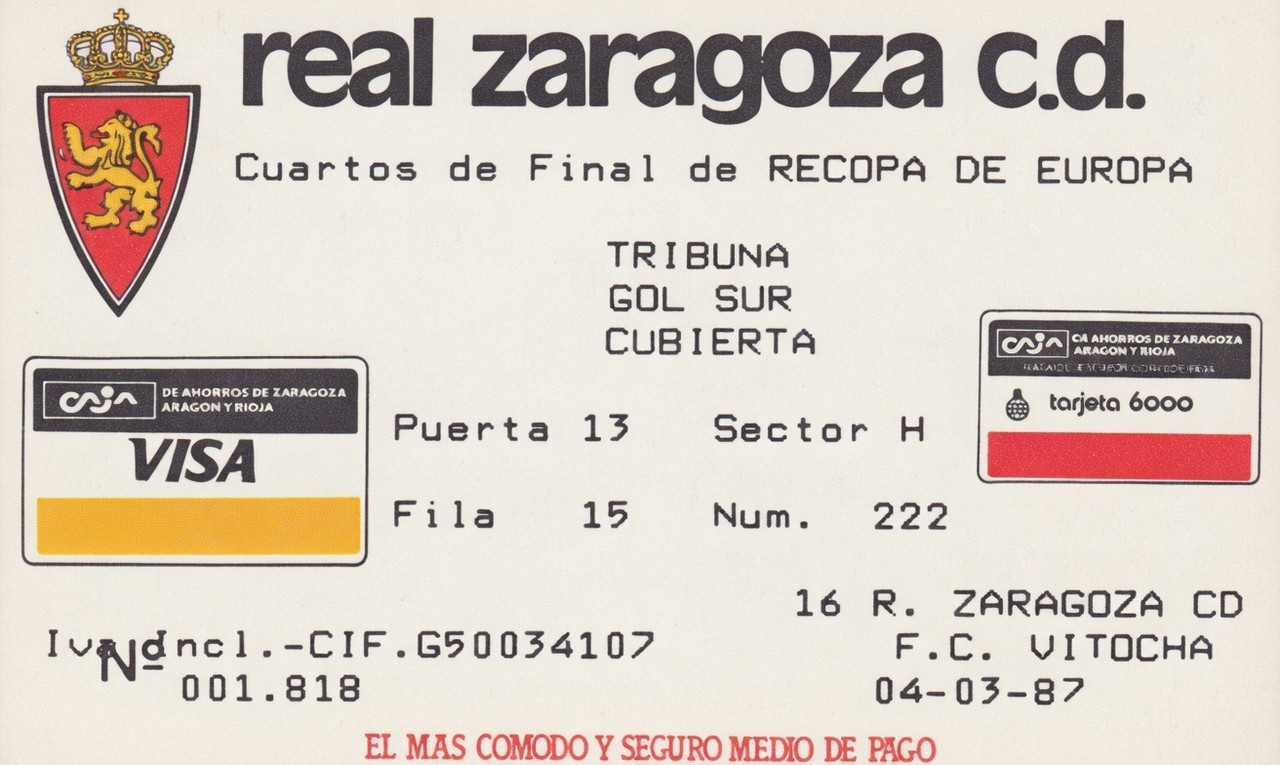 real zaragoza c.d.
Cuartos de Final de RECOPA DE EUROPA
TRIBUNA
GOL SUR
CUBIERTA
caja DE AHORROS DE ZARAGOZA
ARAGON Y RIOJA
VISA
Puerta 13 Sector H
Fila 15 Num. 222
caja CA AHORROS DE ZARAGOZA
ARAGON Y RIOJA
tarjeta 6000
16 R. ZARAGOZA CD
F.C. VITOCHA
04-03-87
Iva Incl.-CIF.G50034107
Nº
001.818
EL MAS COMODO Y SEGURO MEDIO DE PAGO